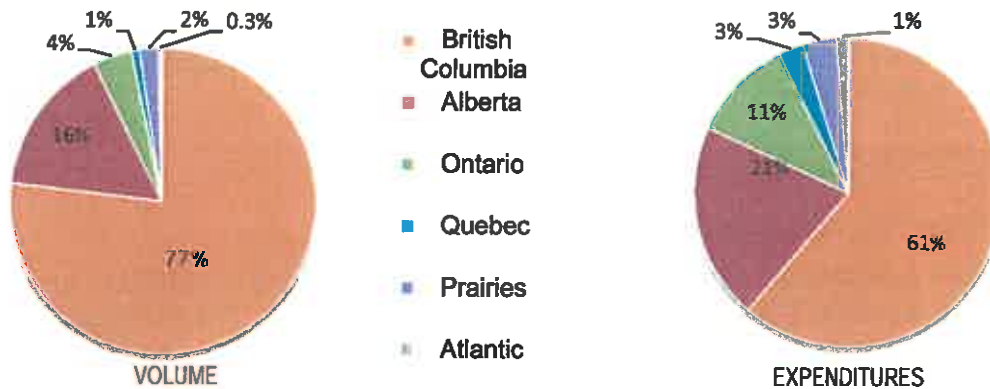 1%
2%
0.3%
4%
16%
77%
VOLUME
British
Columbia
Alberta
Ontario
Quebec
Prairies
Atlantic
3%
3%
1%
11%
21%
61%
EXPENDITURES